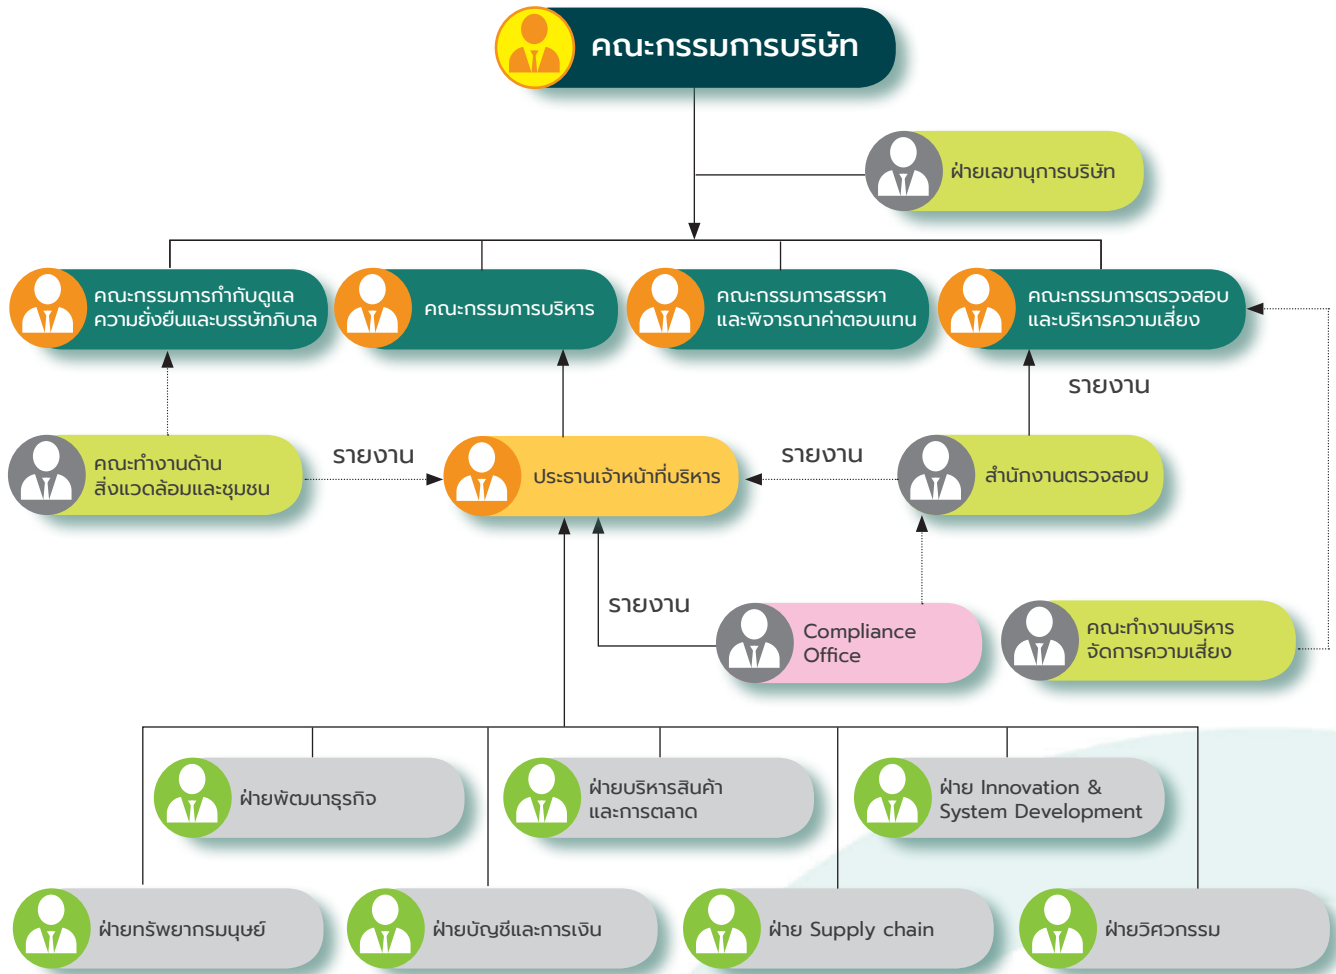 คณะกรรมการบริษัท
ฝ่ายเลขานุการบริษัท
คณะกรรมการกำกับดูแล
ความยั่งยืนและบรรษัทภิบาล
คณะกรรมการบริหาร
คณะกรรมการสรรหา
และพิจารณาค่าตอบแทน
คณะกรรมการตรวจสอบ
และบริหารความเสี่ยง
รายงาน
คณะทำงานด้าน
สิ่งแวดล้อมและชุมชน
รายงาน
ประธานเจ้าหน้าที่บริหาร
รายงาน
สำนักงานตรวจสอบ
รายงาน
Compliance
Office
คณะทำงานบริหาร
จัดการความเสี่ยง
ฝ่ายพัฒนาธุรกิจ
ฝ่ายบริหารสินค้า
และการตลาด
ฝ่าย Innovation &
System Development
ฝ่ายทรัพยากรมนุษย์
ฝ่ายบัญชีและการเงิน
ฝ่าย Supply chain
ฝ่ายวิศวกรรม